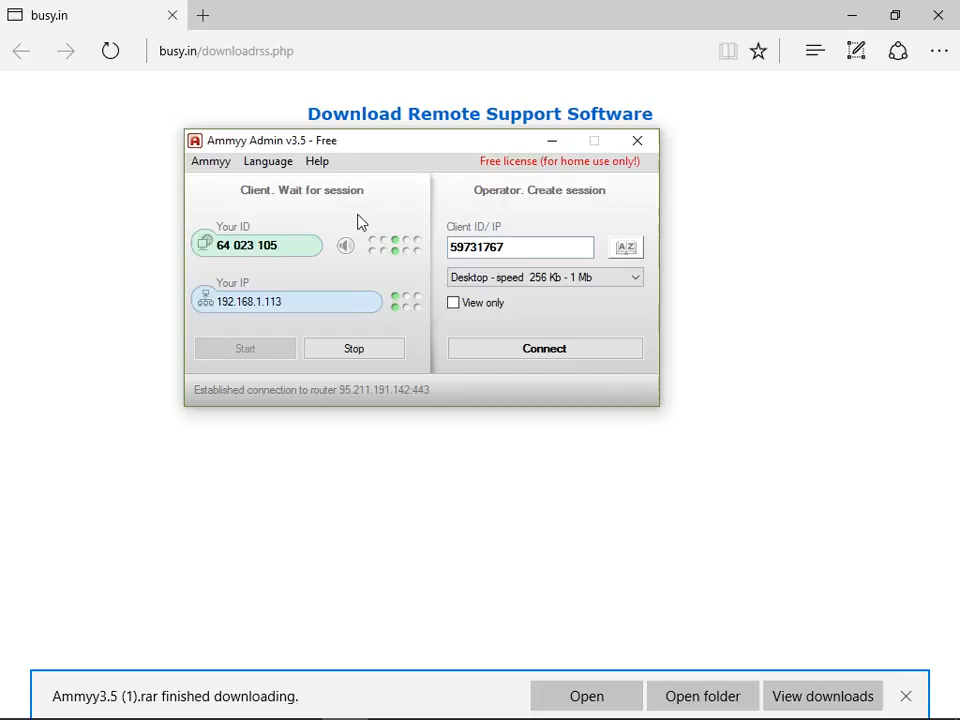 busy.in
busy.in/downloadrss.php
Download Remote Support Software
Ammyy Admin v3.5 - Free
Ammyy Language Help
Free license (for home use only!)
Client. Wait for session
Operator. Create session
Your ID
64 023 105
Client ID/ IP
59731767
A Z
Desktop - speed 256 Kb - 1 Mb
Your IP
192.168.1.113
View only
Start
Stop
Connect
Established connection to router 95.211.191.142:443
Ammyy3.5 (1).rar finished downloading.
Open
Open folder
View downloads